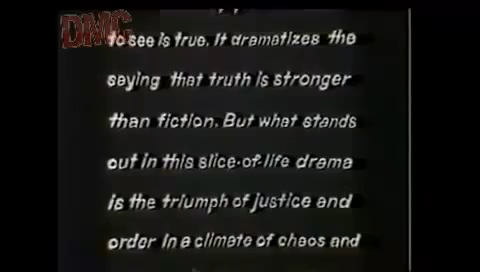 DMC
to see is true. It dramatizes the
saying that truth is stronger
than fiction. But what stands
out in this slice-of-life drama
is the triumph of justice and
order in a climate of chaos and